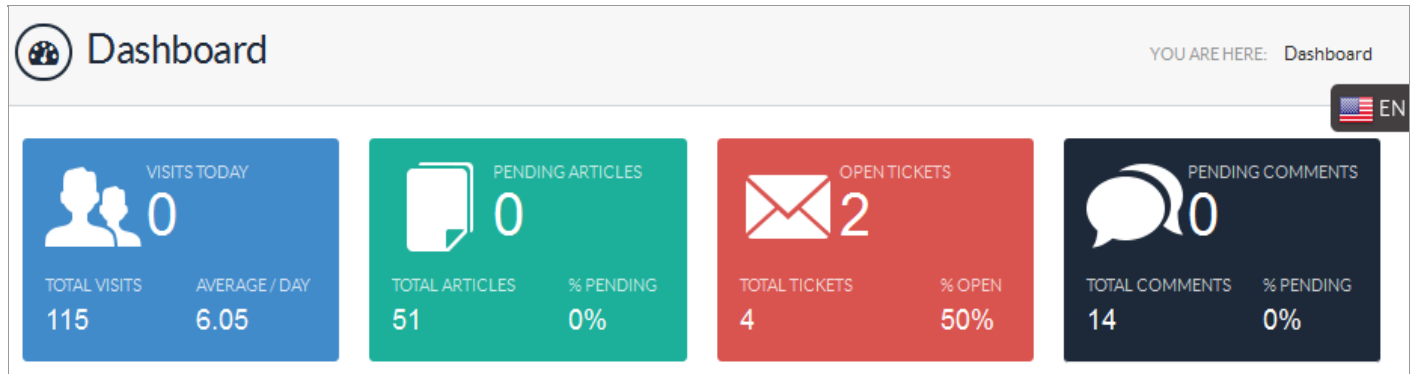 Dashboard
YOU ARE HERE: Dashboard
EN
VISITS TODAY
0
TOTAL VISITS AVERAGE / DAY
115 6.05
PENDING ARTICLES
0
TOTAL ARTICLES % PENDING
51 0%
OPEN TICKETS
2
TOTAL TICKETS % OPEN
4 50%
PENDING COMMENTS
0
TOTAL COMMENTS % PENDING
14 0%